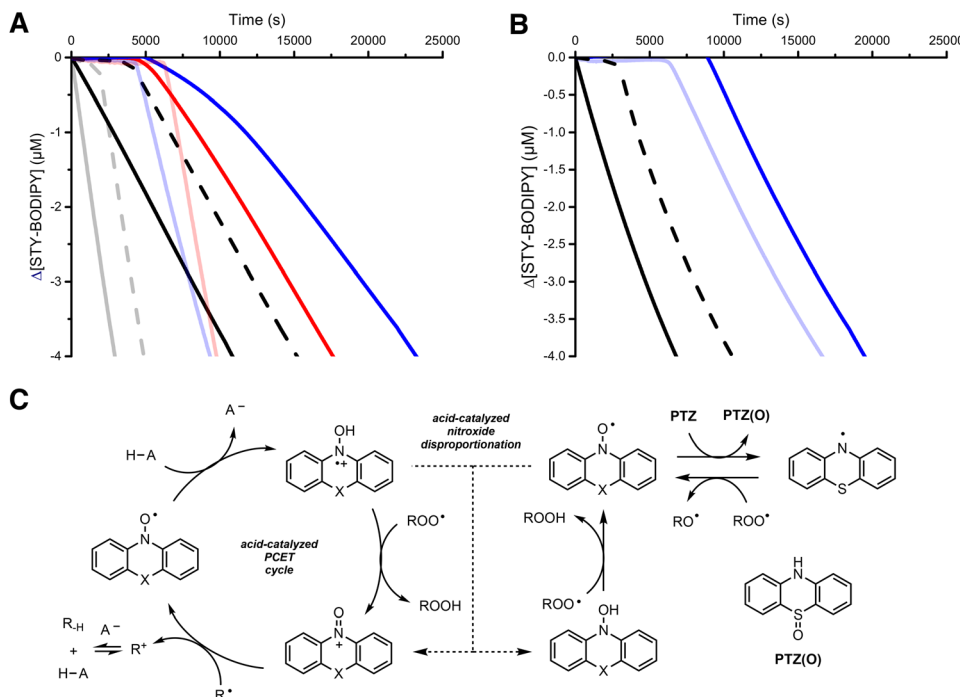 A
Time (s)
0 5000 10000 15000 20000 25000
0
-1
-2
-3
-4
Δ[STY-BODIPY] (µM)
B
Time (s)
0 5000 10000 15000 20000 25000
0.0
-0.5
-1.0
-1.5
-2.0
-2.5
-3.0
-3.5
-4.0
Δ[STY-BODIPY] (µM)
C
A⁻
H–A
OH
N
•+
X
acid-catalyzed
nitroxide
disproportionation
O•
N
X
PTZ
PTZ(O)
•
N
S
RO•
ROO•
O•
N
X
acid-catalyzed
PCET
cycle
ROO•
ROOH
ROOH
ROO•
R-H
+
H–A
A⁻
R⁺
R•
O
N
+
X
OH
N
X
H
N
S
O
PTZ(O)